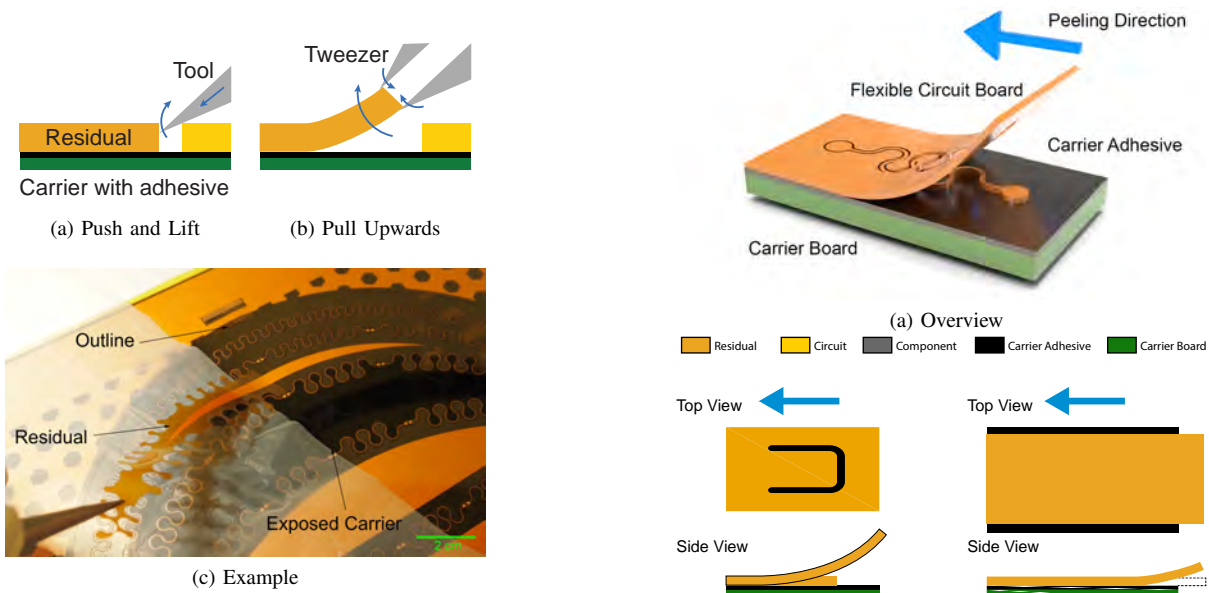 Tool
Residual
Carrier with adhesive
(a) Push and Lift
Tweezer
(b) Pull Upwards
Outline
Residual
Exposed Carrier
2 cm
(c) Example
Peeling Direction
Flexible Circuit Board
Carrier Adhesive
Carrier Board
(a) Overview
Residual
Circuit
Component
Carrier Adhesive
Carrier Board
Top View
Side View
Top View
Side View